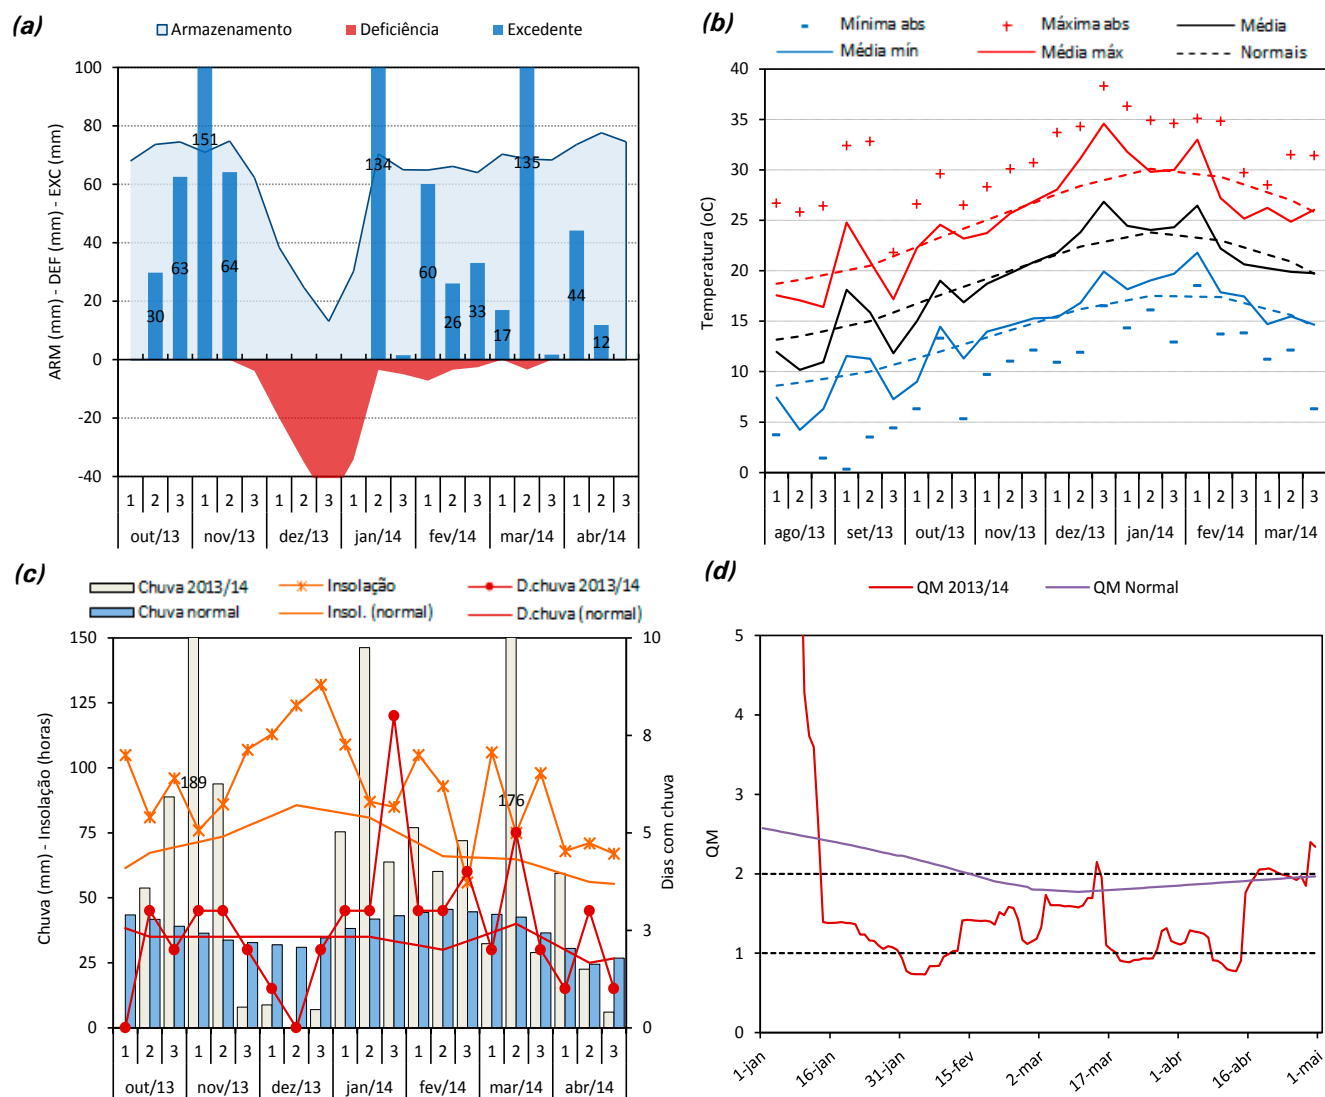 (a)
Armazenamento Deficiência Excedente
ARM (mm) - DEF (mm) - EXC (mm)
100
80
60
40
20
0
-20
-40
30
63
151
64
134
60
26
33
17
135
44
12
1 2 3 1 2 3 1 2 3 1 2 3 1 2 3 1 2 3 1 2 3
out/13 nov/13 dez/13 jan/14 fev/14 mar/14 abr/14
(b)
Mínima abs Máxima abs Média
Média mín Média máx Normais
Temperatura (oC)
40
35
30
25
20
15
10
5
0
1 2 3 1 2 3 1 2 3 1 2 3 1 2 3 1 2 3 1 2 3 1 2 3
ago/13 set/13 out/13 nov/13 dez/13 jan/14 fev/14 mar/14
(c)
Chuva 2013/14 Insolação D.chuva 2013/14
Chuva normal Insol. (normal) D.chuva (normal)
Chuva (mm) - Insolação (horas)
150
125
100
75
50
25
0
189
176
10
8
5
3
0
Dias com chuva
1 2 3 1 2 3 1 2 3 1 2 3 1 2 3 1 2 3 1 2 3
out/13 nov/13 dez/13 jan/14 fev/14 mar/14 abr/14
(d)
QM 2013/14 QM Normal
QM
5
4
3
2
1
0
1-jan 16-jan 31-jan 15-fev 2-mar 17-mar 1-abr 16-abr 1-mai